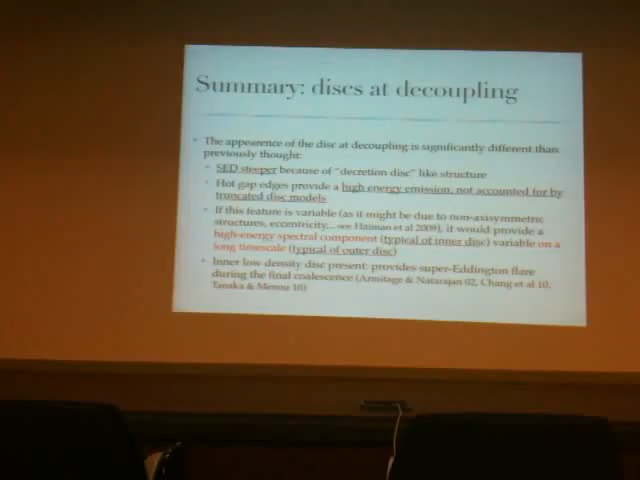 Summary: discs at decoupling
The appearence of the disc at decoupling is significantly different than
previously thought:
SED steeper because of "decretion disc" like structure
Hot gap edges provide a high energy emission, not accounted for by
truncated disc models
If this feature is variable (as it might be due to non-axisymmetric
structures, eccentricity... see Haiman et al 2009), it would provide a
high-energy spectral component (typical of inner disc) variable on a
long timescale (typical of outer disc)
Inner low density disc present: provides super-Eddington flare
during the final coalescence (Armitage & Natarajan 02, Chang et al 10,
Tanaka & Menou 10)